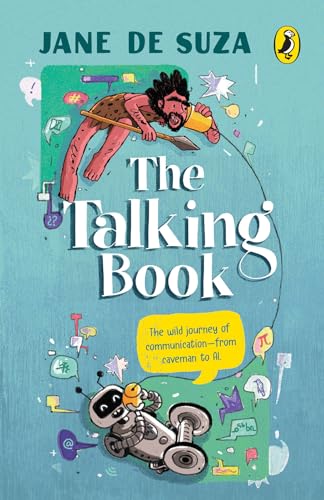 JANE DE SUZA
The
Talking
Book
The wild journey of
communication—from
caveman to AI.